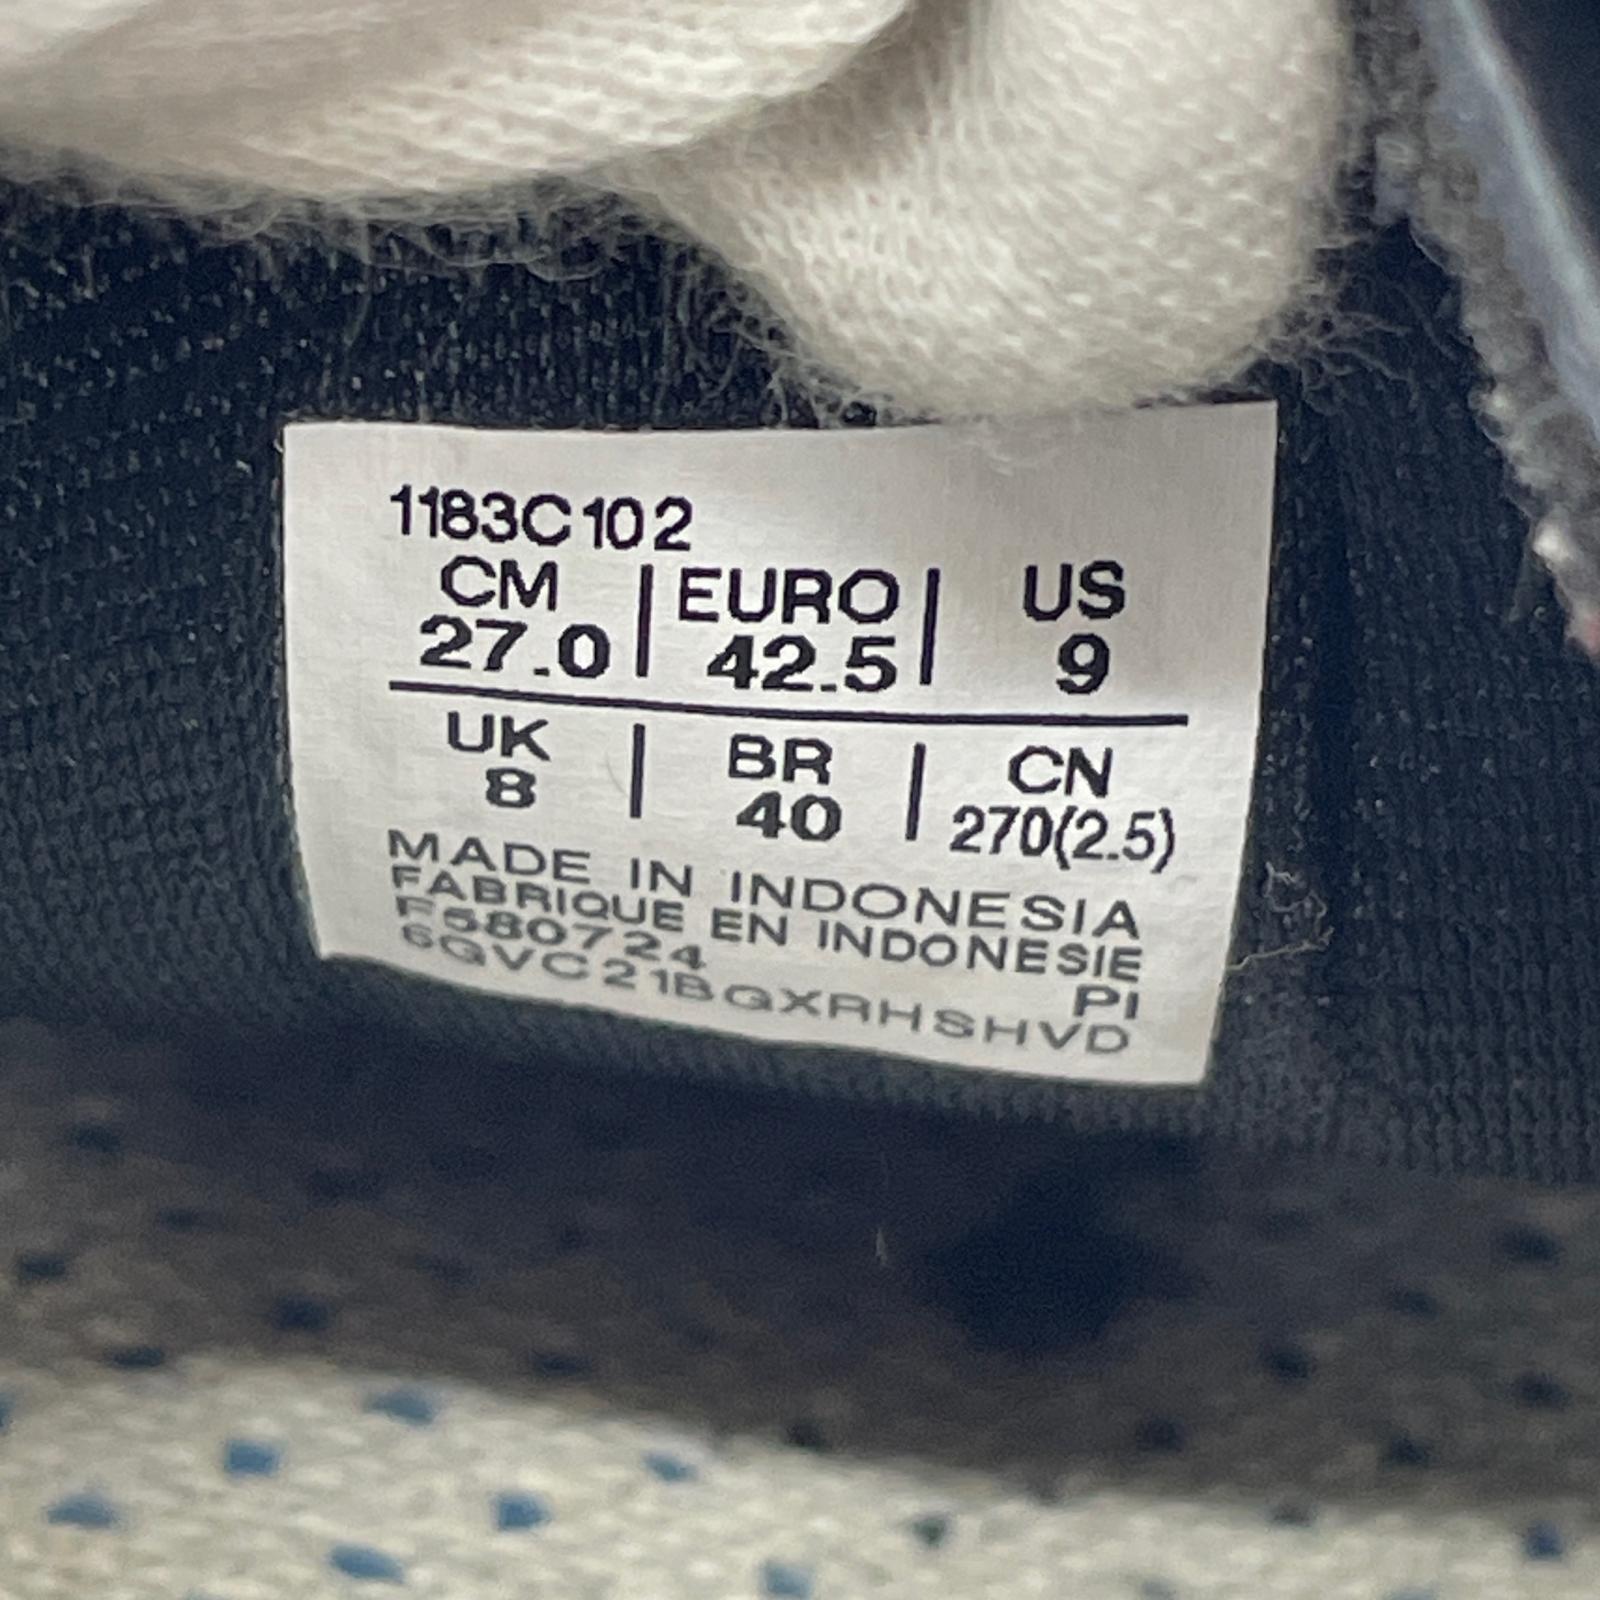 1183C102
CM | EURO | US
27.0 | 42.5 | 9
UK | BR | CN
8 | 40 | 270(2.5)
MADE IN INDONESIA
FABRIQUE EN INDONESIE
F580724 PI
6GVC21BGXRHSHVD